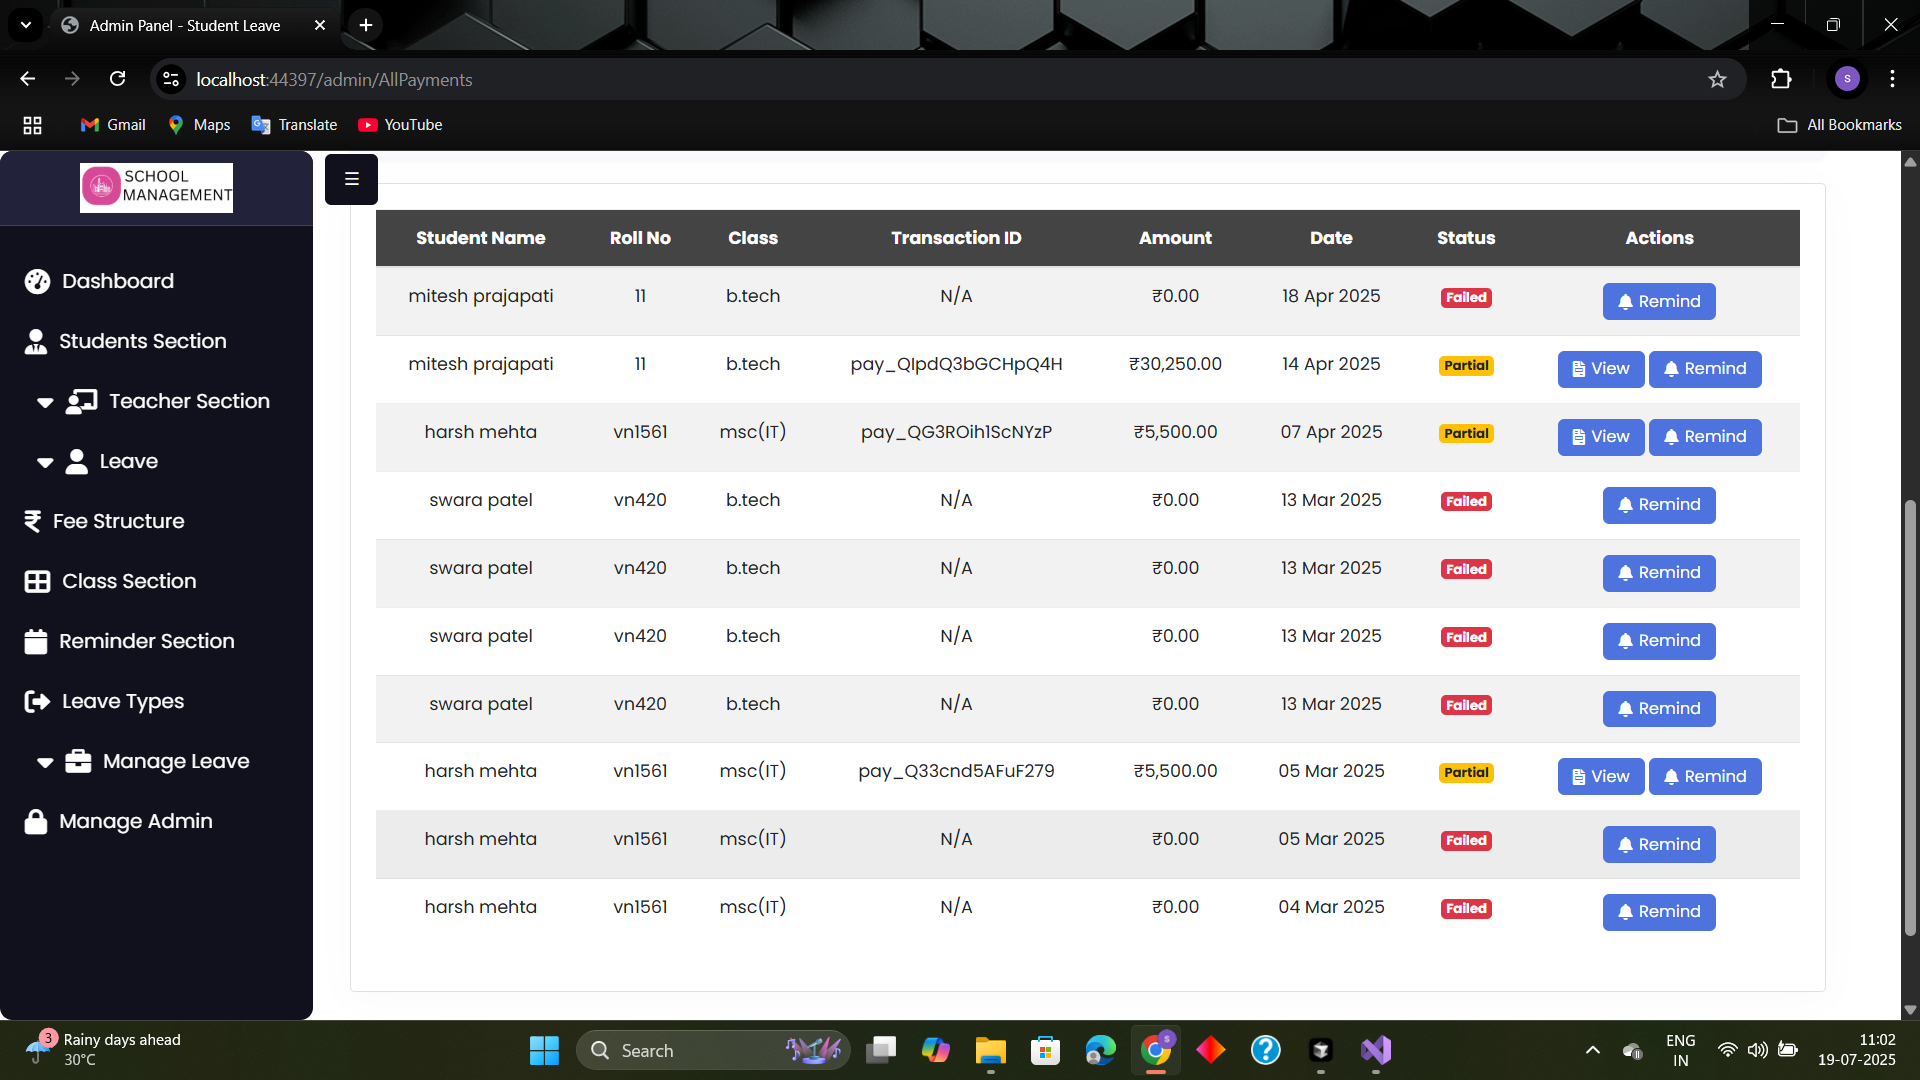 Admin Panel - Student Leave
localhost:44397/admin/AllPayments
S
Gmail Maps Translate YouTube All Bookmarks
SCHOOL
MANAGEMENT
Dashboard
Students Section
Teacher Section
Leave
Fee Structure
Class Section
Reminder Section
Leave Types
Manage Leave
Manage Admin
Student Name Roll No Class Transaction ID Amount Date Status Actions
mitesh prajapati 11 b.tech N/A ₹0.00 18 Apr 2025 Failed Remind
mitesh prajapati 11 b.tech pay_QIpdQ3bGCHpQ4H ₹30,250.00 14 Apr 2025 Partial View Remind
harsh mehta vn1561 msc(IT) pay_QG3ROih1ScNYzP ₹5,500.00 07 Apr 2025 Partial View Remind
swara patel vn420 b.tech N/A ₹0.00 13 Mar 2025 Failed Remind
swara patel vn420 b.tech N/A ₹0.00 13 Mar 2025 Failed Remind
swara patel vn420 b.tech N/A ₹0.00 13 Mar 2025 Failed Remind
swara patel vn420 b.tech N/A ₹0.00 13 Mar 2025 Failed Remind
harsh mehta vn1561 msc(IT) pay_Q33cnd5AFuF279 ₹5,500.00 05 Mar 2025 Partial View Remind
harsh mehta vn1561 msc(IT) N/A ₹0.00 05 Mar 2025 Failed Remind
harsh mehta vn1561 msc(IT) N/A ₹0.00 04 Mar 2025 Failed Remind
3
Rainy days ahead
30°C
Search
S
ENG
IN
11:02
19-07-2025